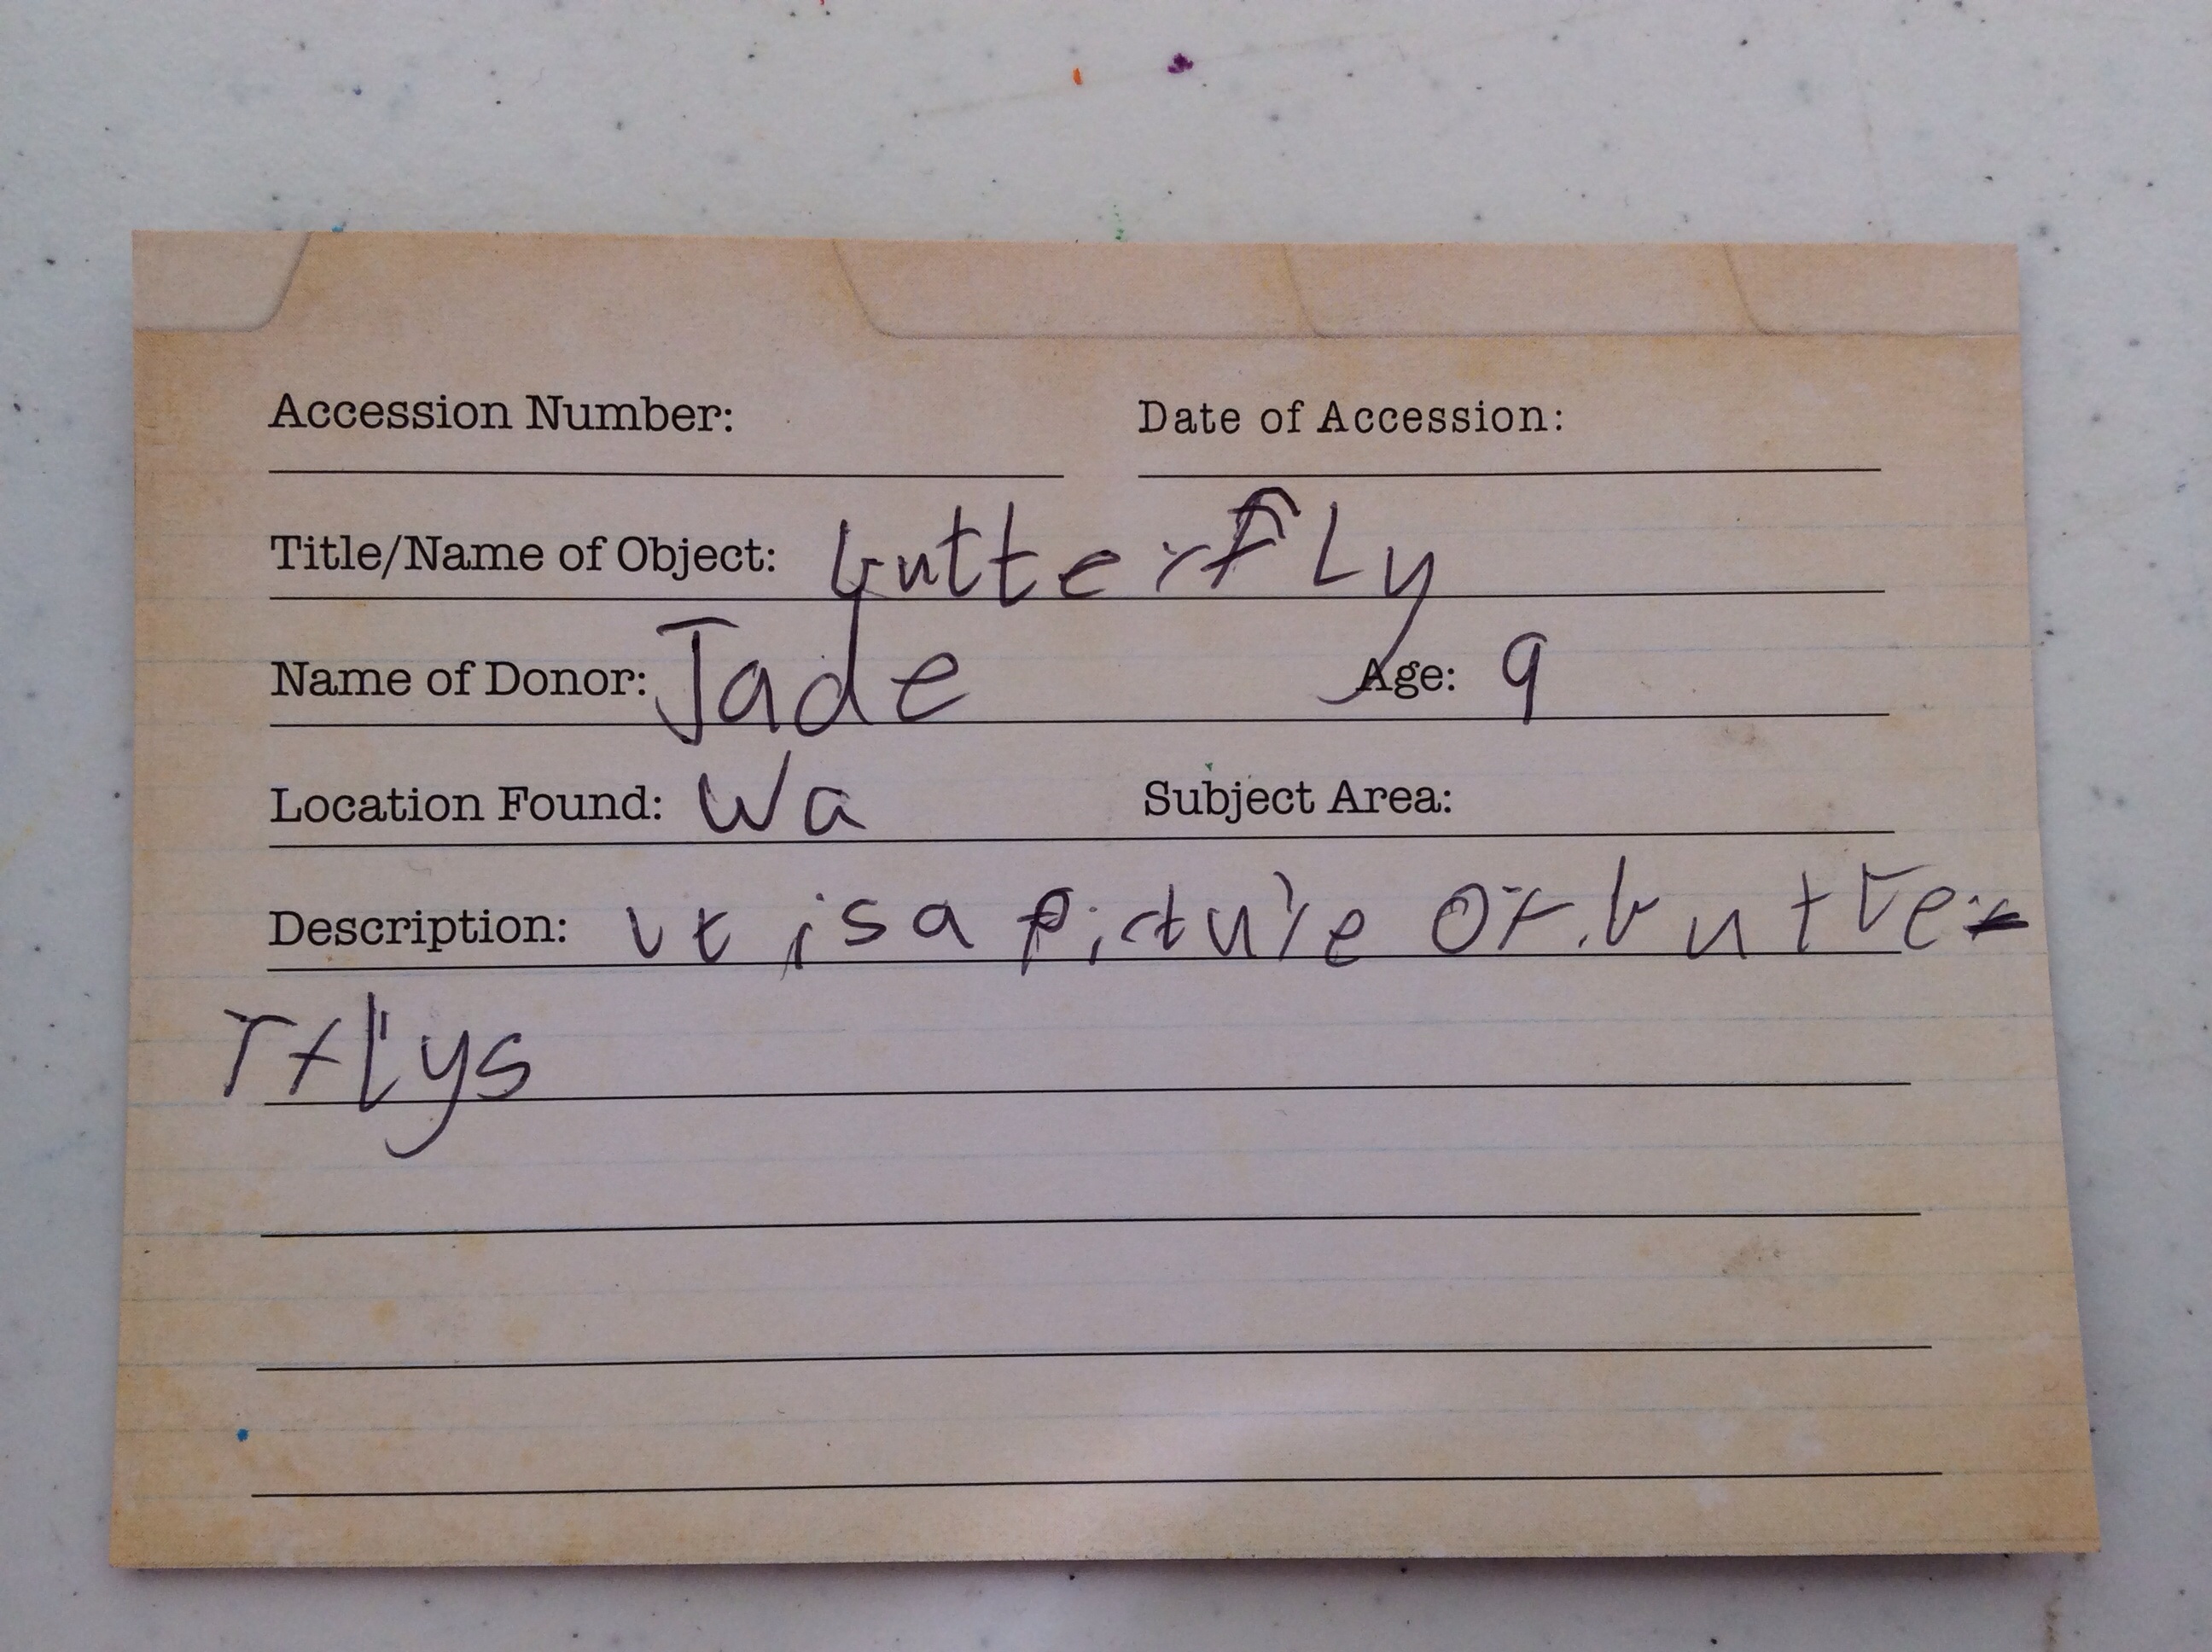 Accession Number: Date of Accession:
Title/Name of Object: butterfLy
Name of Donor: Jade Age: 9
Location Found: Wa Subject Area:
Description: it is a picture of butte
rflys